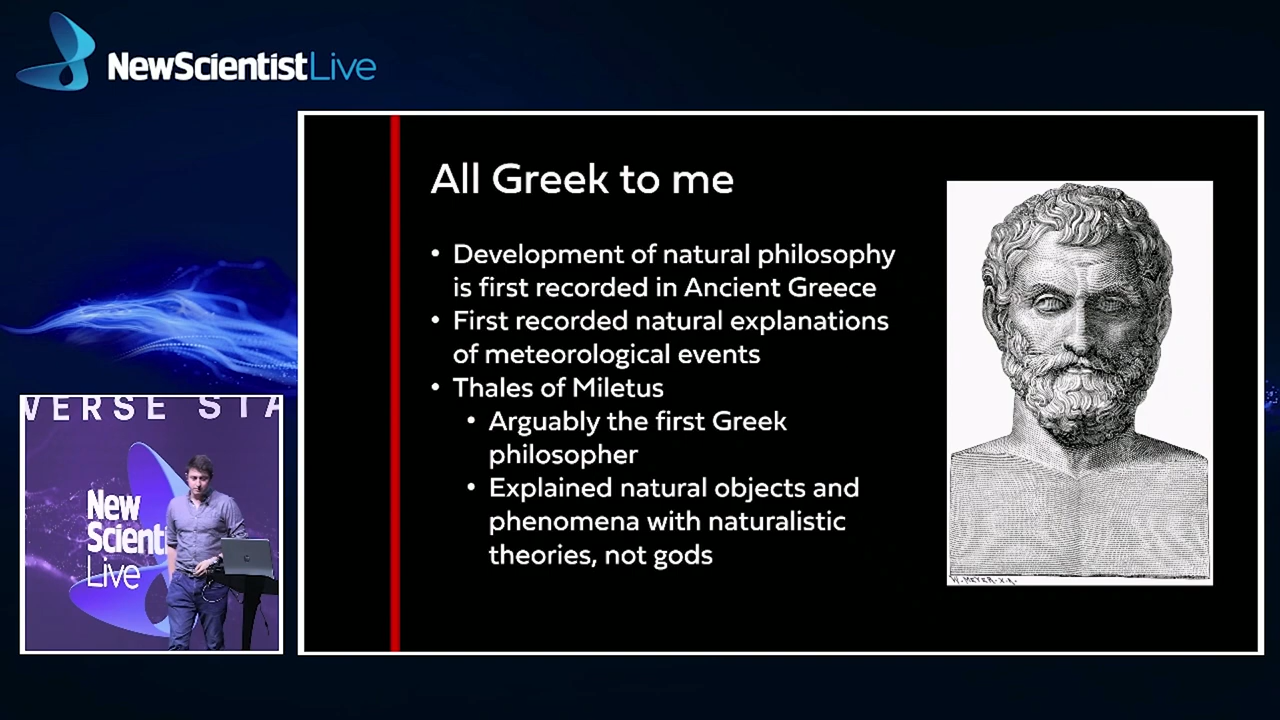 NewScientistLive
All Greek to me
• Development of natural philosophy
is first recorded in Ancient Greece
• First recorded natural explanations
of meteorological events
• Thales of Miletus
• Arguably the first Greek
philosopher
• Explained natural objects and
phenomena with naturalistic
theories, not gods
W. MEYER. X.A.
VERSE STA
New
Scienti
Live